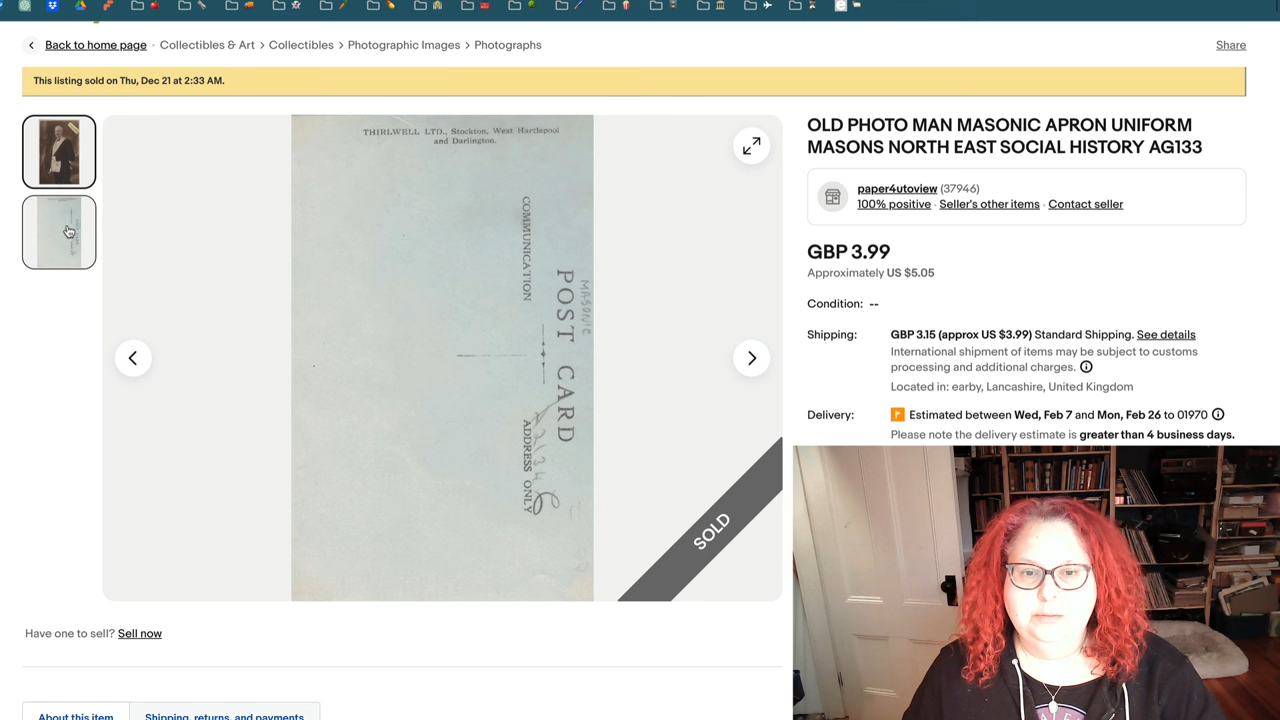 Back to home page · Collectibles & Art > Collectibles > Photographic Images > Photographs
Share
This listing sold on Thu, Dec 21 at 2:33 AM.
THIRLWELL LTD., Stockton, West Hartlepool
and Darlington.
COMMUNICATION
POST CARD
MASONIC
ADDRESS ONLY
SOLD
OLD PHOTO MAN MASONIC APRON UNIFORM
MASONS NORTH EAST SOCIAL HISTORY AG133
paper4utoview (37946)
100% positive · Seller's other items · Contact seller
GBP 3.99
Approximately US $5.05
Condition: --
Shipping: GBP 3.15 (approx US $3.99) Standard Shipping. See details
International shipment of items may be subject to customs
processing and additional charges.
Located in: earby, Lancashire, United Kingdom
Delivery: Estimated between Wed, Feb 7 and Mon, Feb 26 to 01970
Please note the delivery estimate is greater than 4 business days.
Have one to sell? Sell now
About this item
Shipping, returns, and payments